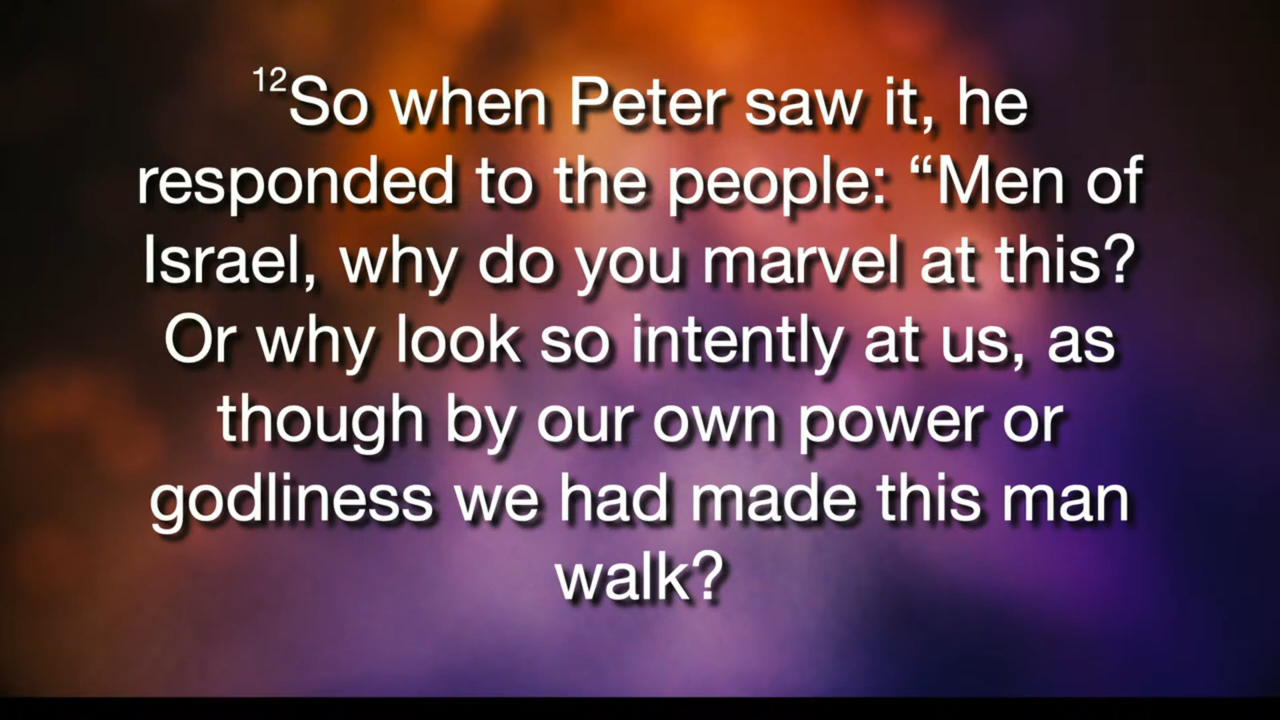 12So when Peter saw it, he
responded to the people: “Men of
Israel, why do you marvel at this?
Or why look so intently at us, as
though by our own power or
godliness we had made this man
walk?